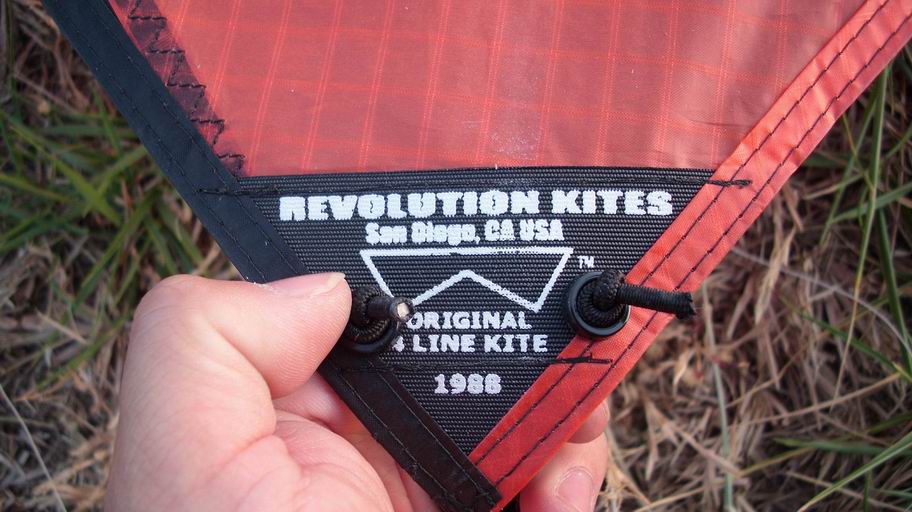 REVOLUTION KITES
San Diego, CA USA
TM
ORIGINAL
4 LINE KITE
1988